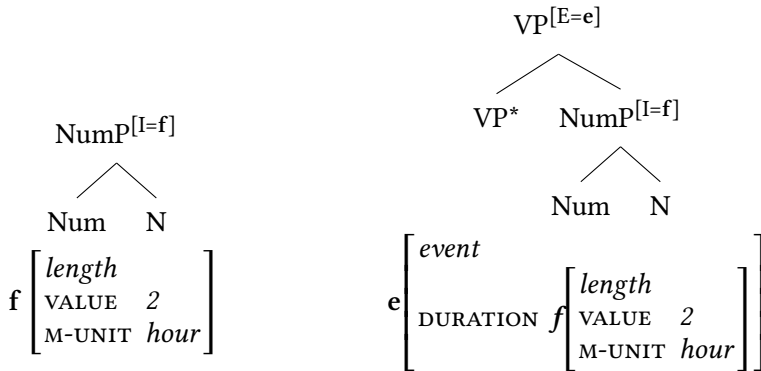 VP[E=e]
VP* NumP[I=f]
NumP[I=f]
Num N
Num N
f [length
VALUE 2
M-UNIT hour]
e [event
DURATION f [length
VALUE 2
M-UNIT hour]]